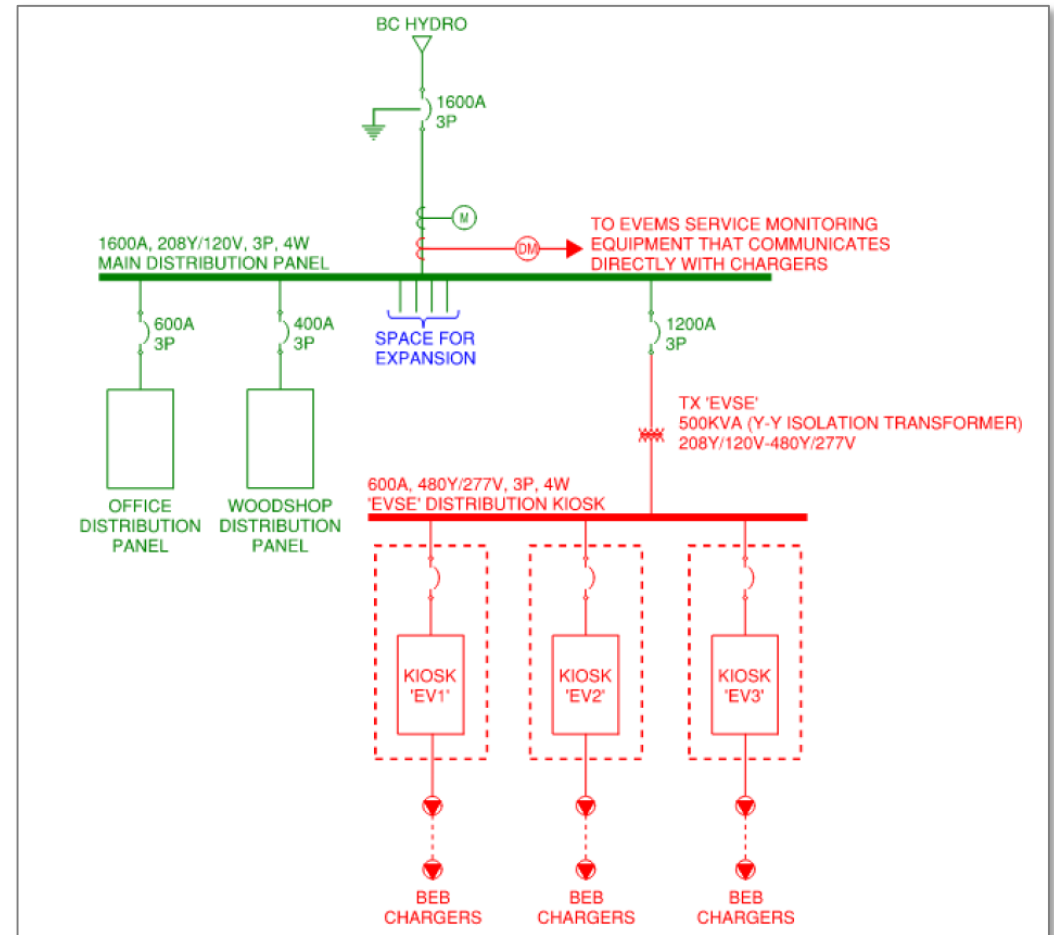 BC HYDRO
1600A
3P
M
TO EVEMS SERVICE MONITORING
EQUIPMENT THAT COMMUNICATES
DIRECTLY WITH CHARGERS
DM
1600A, 208Y/120V, 3P, 4W
MAIN DISTRIBUTION PANEL
600A
3P
400A
3P
SPACE FOR
EXPANSION
1200A
3P
TX 'EVSE'
500KVA (Y-Y ISOLATION TRANSFORMER)
208Y/120V-480Y/277V
OFFICE
DISTRIBUTION
PANEL
WOODSHOP
DISTRIBUTION
PANEL
600A, 480Y/277V, 3P, 4W
'EVSE' DISTRIBUTION KIOSK
KIOSK
'EV1'
KIOSK
'EV2'
KIOSK
'EV3'
BEB
CHARGERS
BEB
CHARGERS
BEB
CHARGERS